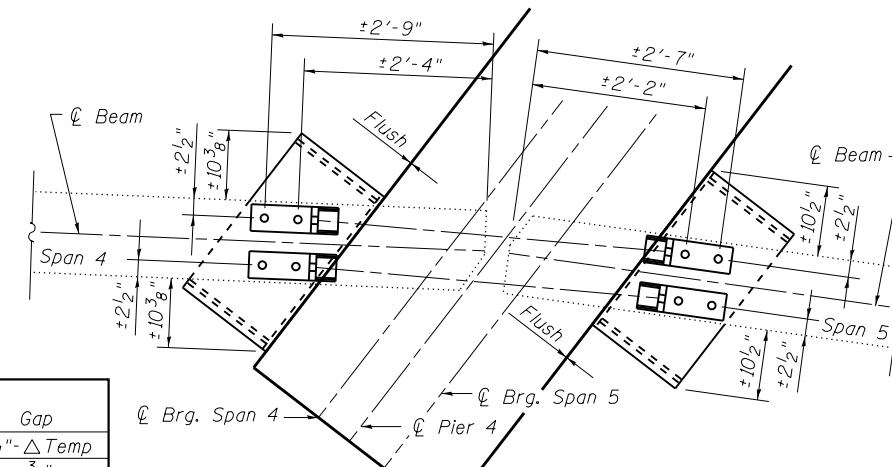 ±2'-9"
±2'-4"
±2'-7"
±2'-2"
℄ Beam
Flush
℄ Beam
±2½"
±10⅜"
±10½"
±2½"
Span 4
±2½"
±10⅜"
Flush
Span 5
±10½"
±2½"
℄ Brg. Span 5
℄ Brg. Span 4
℄ Pier 4
Gap
"- △ Temp